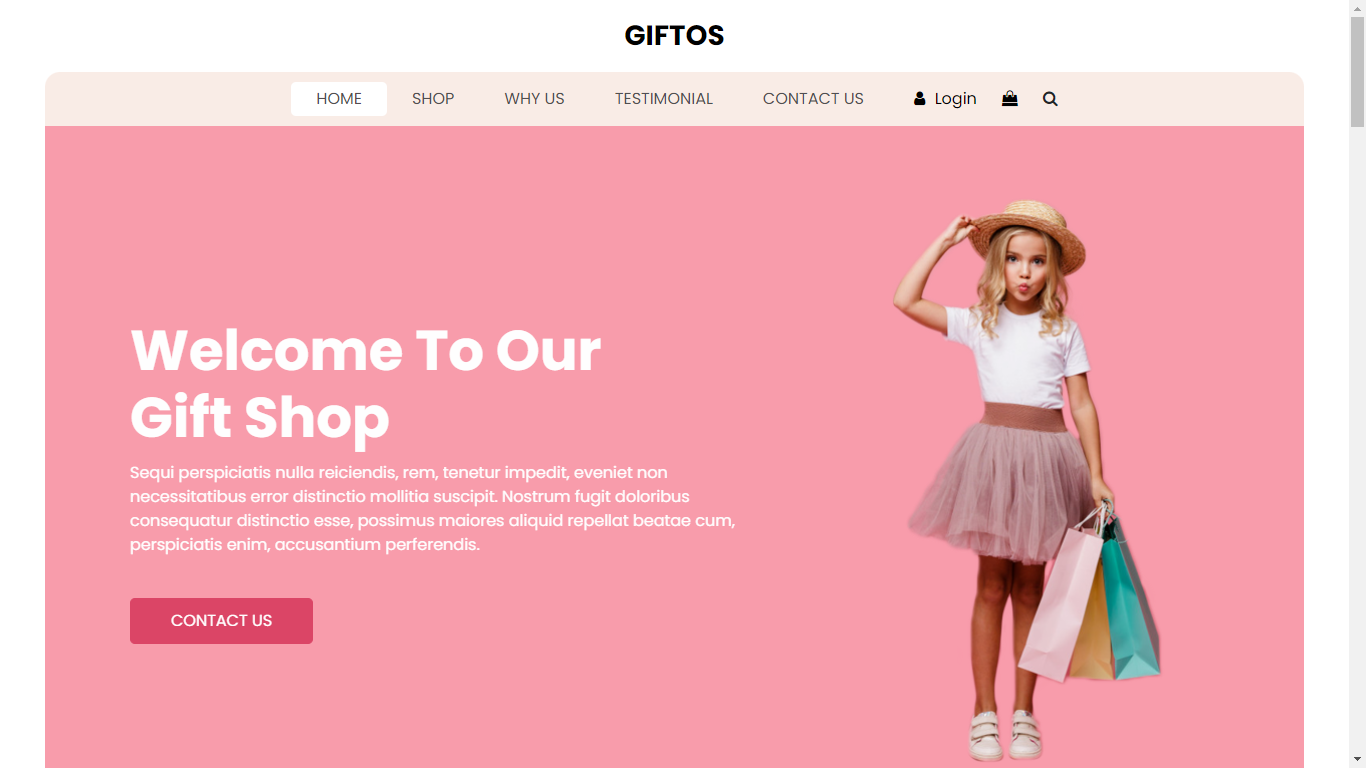 GIFTOS
HOME SHOP WHY US TESTIMONIAL CONTACT US Login
Welcome To Our
Gift Shop
Sequi perspiciatis nulla reiciendis, rem, tenetur impedit, eveniet non
necessitatibus error distinctio mollitia suscipit. Nostrum fugit doloribus
consequatur distinctio esse, possimus maiores aliquid repellat beatae cum,
perspiciatis enim, accusantium perferendis.
CONTACT US